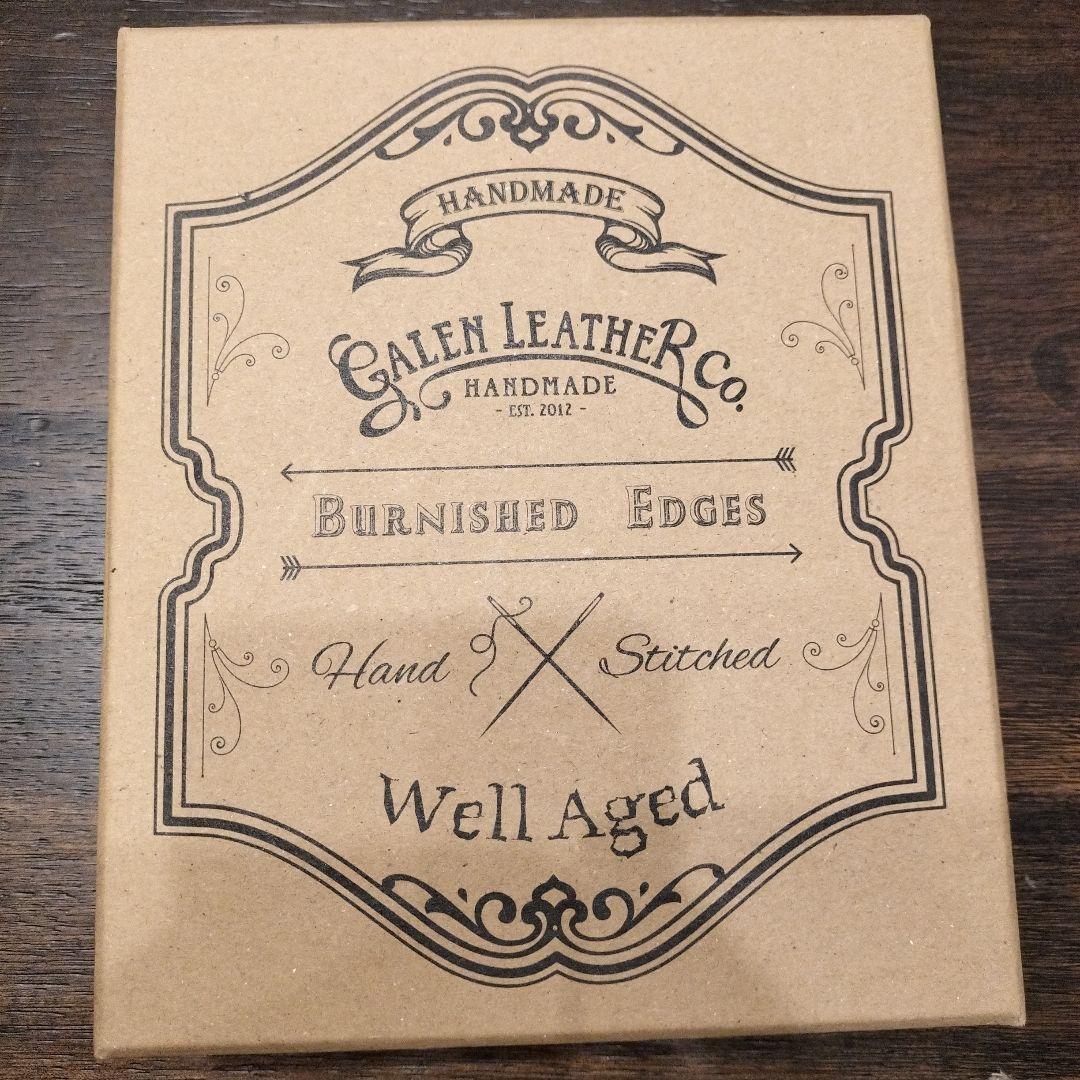 HANDMADE
GALEN LEATHER CO.
HANDMADE
- EST. 2012 -
BURNISHED EDGES
Hand Stitched
Well Aged